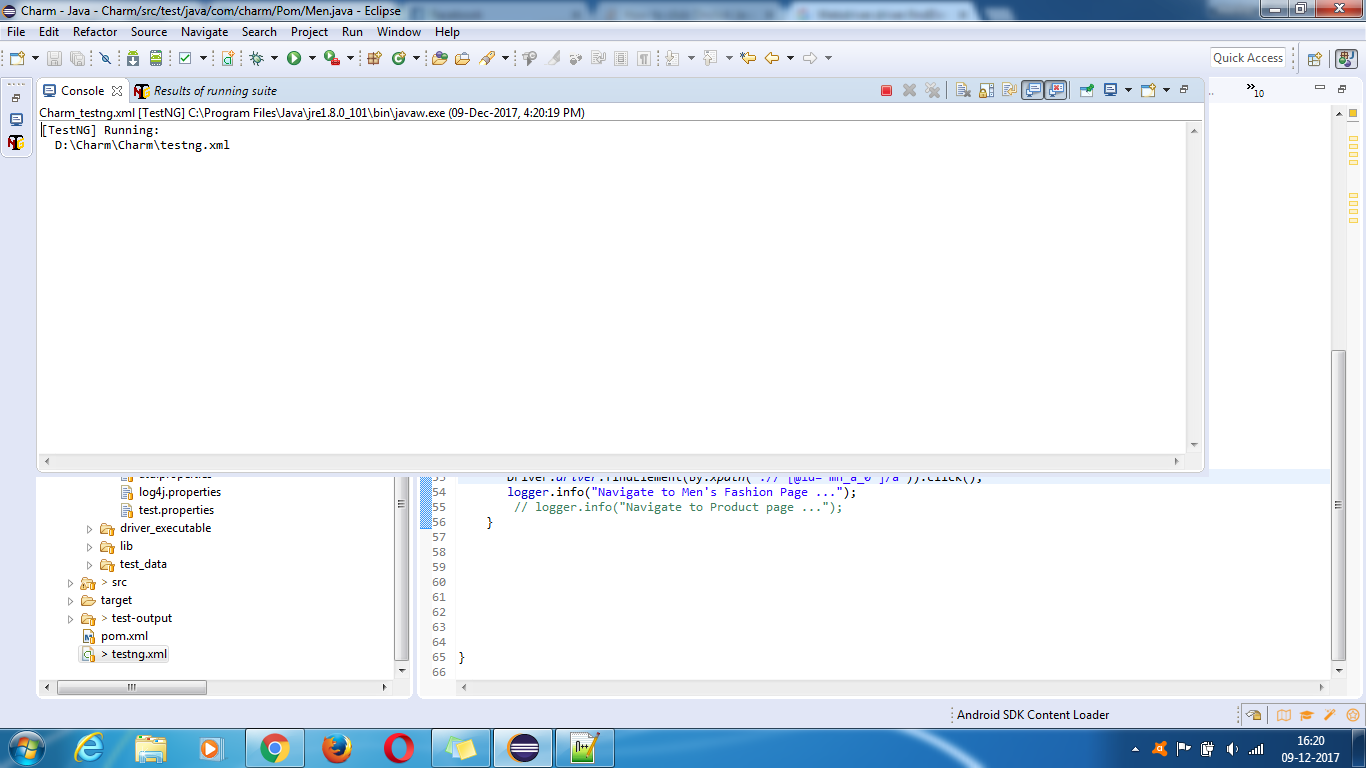 Charm - Java - Charm/src/test/java/com/charm/Pom/Men.java - Eclipse
File Edit Refactor Source Navigate Search Project Run Window Help
Quick Access
Console Results of running suite
10
Charm_testng.xml [TestNG] C:\Program Files\Java\jre1.8.0_101\bin\javaw.exe (09-Dec-2017, 4:20:19 PM)
[TestNG] Running:
D:\Charm\Charm\testng.xml
log4j.properties
test.properties
driver_executable
lib
test_data
> src
target
> test-output
pom.xml
> testng.xml
53 Driver.driver.findElement(By.xpath(
54 logger.info("Navigate to Men's Fashion Page ...");
55 // logger.info("Navigate to Product page ...");
56 }
57
58
59
60
61
62
63
64
65 }
66
Android SDK Content Loader
16:20
09-12-2017